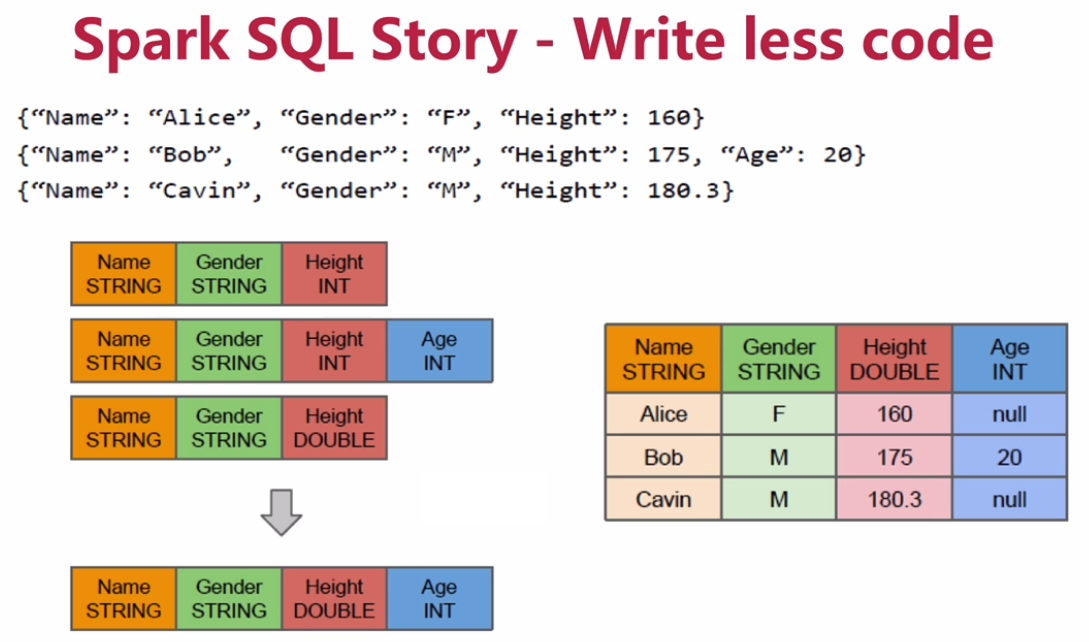 Spark SQL Story - Write less code
{“Name”: “Alice”, “Gender”: “F”, “Height”: 160}
{“Name”: “Bob”, “Gender”: “M”, “Height”: 175, “Age”: 20}
{“Name”: “Cavin”, “Gender”: “M”, “Height”: 180.3}
Name Gender Height
STRING STRING INT
Name Gender Height Age
STRING STRING INT INT
Name Gender Height
STRING STRING DOUBLE
Name Gender Height Age
STRING STRING DOUBLE INT
Name Gender Height Age
STRING STRING DOUBLE INT
Alice F 160 null
Bob M 175 20
Cavin M 180.3 null